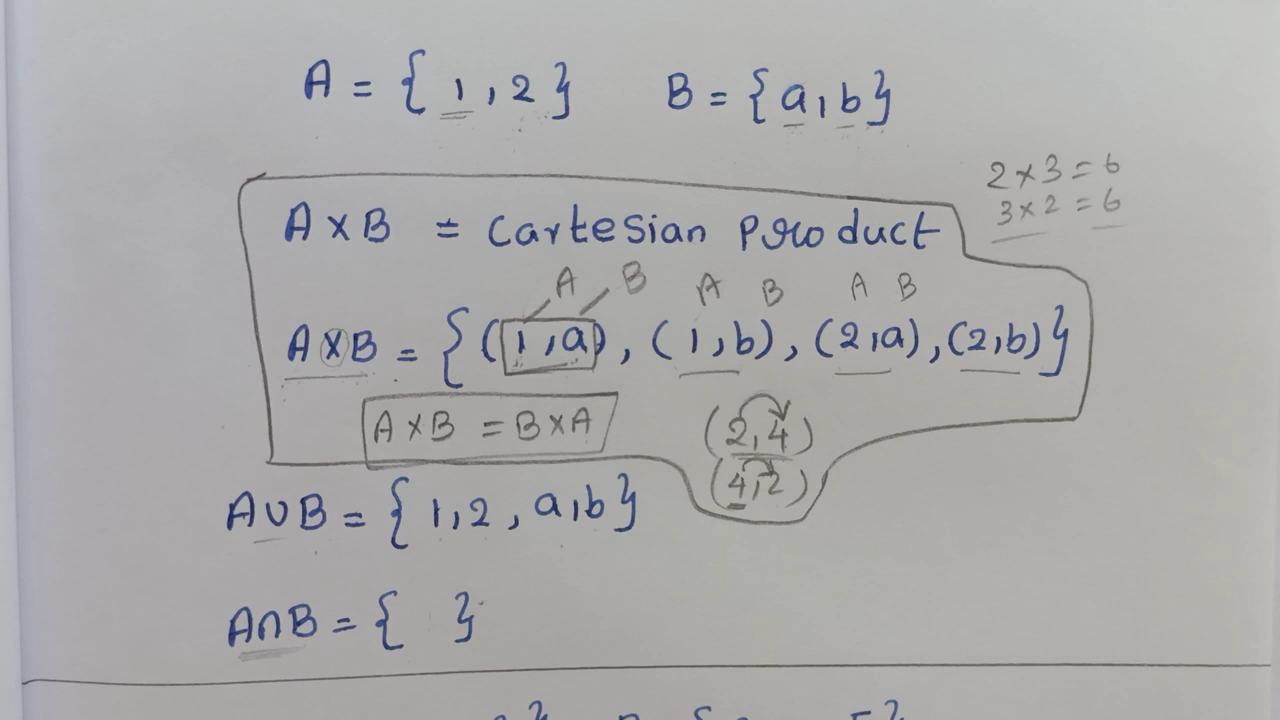 A = { 1 , 2 } B = { a , b }
2 × 3 = 6
3 × 2 = 6
A × B = Cartesian Product
A B A B A B
A × B = { (1 , a) , (1 , b) , (2 , a) , (2 , b) }
A × B = B × A (2 , 4)
(4 , 2)
A ∪ B = { 1 , 2 , a , b }
A ∩ B = { }